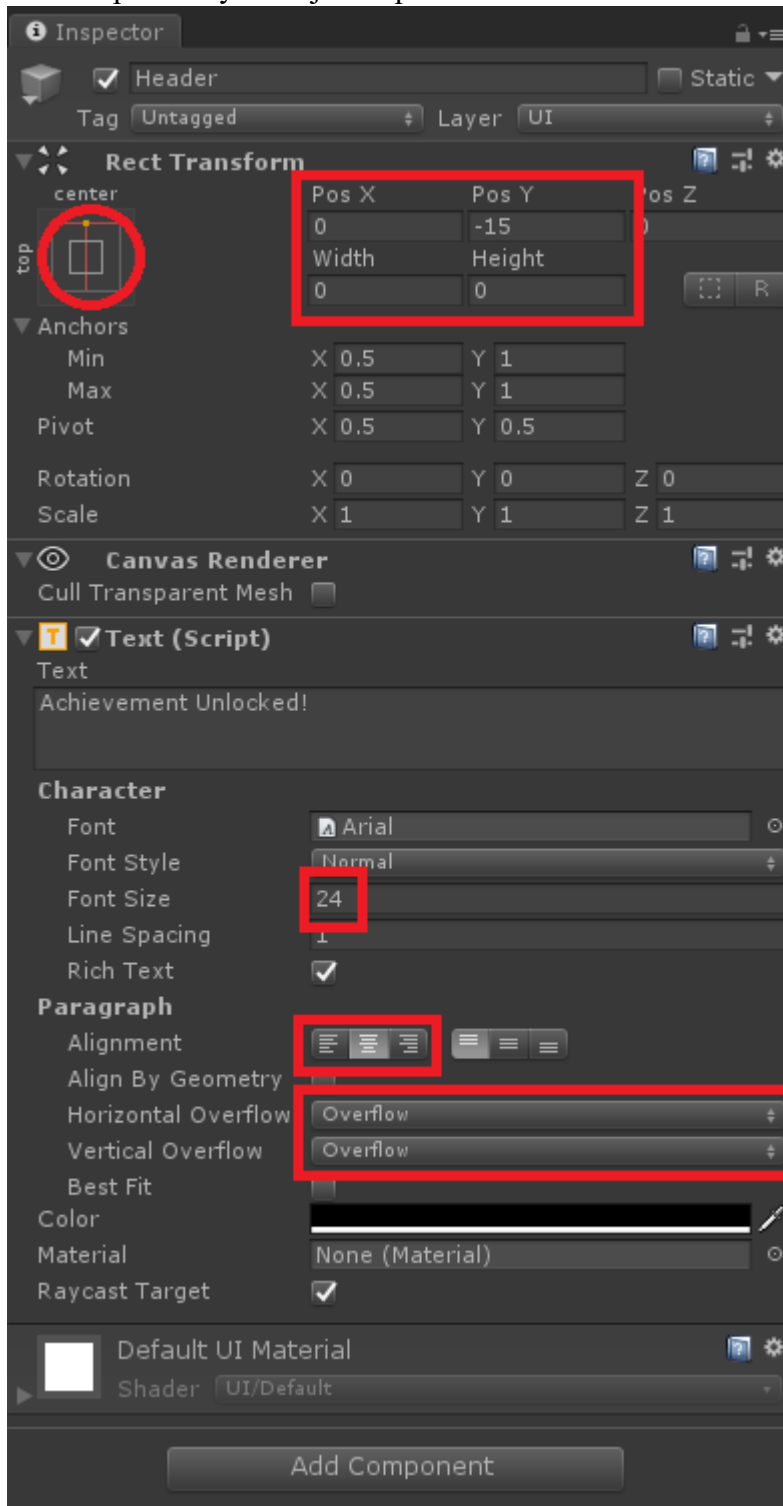 Inspector
Header Static
Tag Untagged Layer UI
Rect Transform
center Pos X Pos Y Pos Z
0 -15 0
top
Width Height
0 0
R
Anchors
Min X 0.5 Y 1
Max X 0.5 Y 1
Pivot X 0.5 Y 0.5
Rotation X 0 Y 0 Z 0
Scale X 1 Y 1 Z 1
Canvas Renderer
Cull Transparent Mesh
T Text (Script)
Text
Achievement Unlocked!
Character
Font Arial
Font Style Normal
Font Size 24
Line Spacing 1
Rich Text
Paragraph
Alignment
Align By Geometry
Horizontal Overflow Overflow
Vertical Overflow Overflow
Best Fit
Color
Material None (Material)
Raycast Target
Default UI Material
Shader UI/Default
Add Component